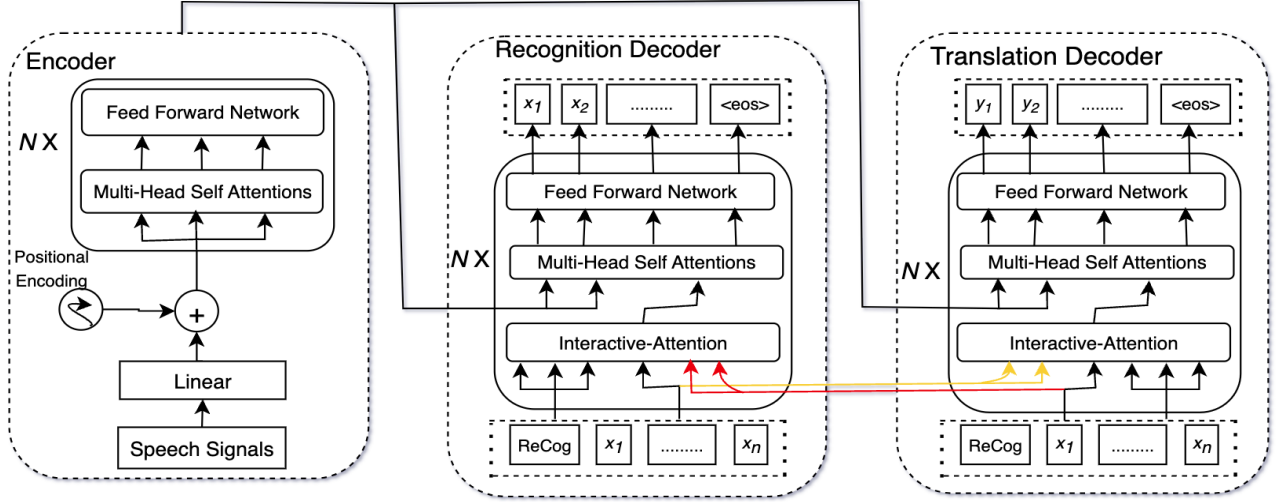 Encoder
Feed Forward Network
N X
Multi-Head Self Attentions
Positional
Encoding
+
Linear
Speech Signals
Recognition Decoder
x1 x2 ......... <eos>
Feed Forward Network
N X
Multi-Head Self Attentions
Interactive-Attention
ReCog x1 ......... xn
Translation Decoder
y1 y2 ......... <eos>
Feed Forward Network
N X
Multi-Head Self Attentions
Interactive-Attention
ReCog x1 ......... xn